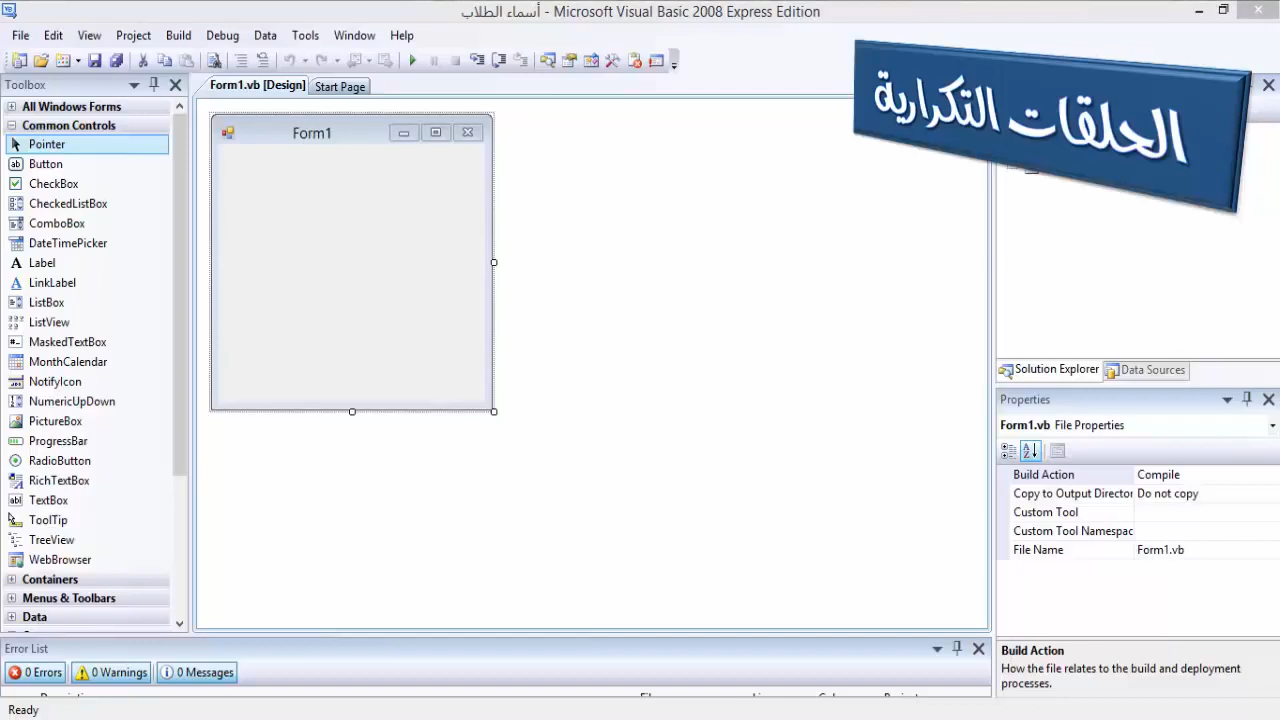 أسماء الطلاب - Microsoft Visual Basic 2008 Express Edition
File Edit View Project Build Debug Data Tools Window Help
الحلقات التكرارية
Toolbox
Form1.vb [Design] Start Page
All Windows Forms
Common Controls
Pointer
Button
CheckBox
CheckedListBox
ComboBox
DateTimePicker
Label
LinkLabel
ListBox
ListView
MaskedTextBox
MonthCalendar
NotifyIcon
NumericUpDown
PictureBox
ProgressBar
RadioButton
RichTextBox
TextBox
ToolTip
TreeView
WebBrowser
Containers
Menus & Toolbars
Data
Form1
Solution Explorer Data Sources
Properties
Form1.vb File Properties
Build Action Compile
Copy to Output Director Do not copy
Custom Tool
Custom Tool Namespac
File Name Form1.vb
Build Action
How the file relates to the build and deployment
processes.
Error List
0 Errors 0 Warnings 0 Messages
Ready